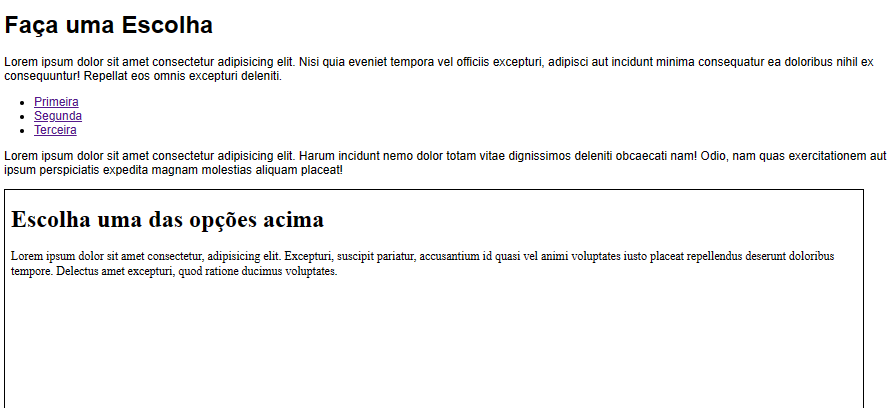 Faça uma Escolha
Lorem ipsum dolor sit amet consectetur adipisicing elit. Nisi quia eveniet tempora vel officiis excepturi, adipisci aut incidunt minima consequatur ea doloribus nihil ex
consequuntur! Repellat eos omnis excepturi deleniti.
Primeira
Segunda
Terceira
Lorem ipsum dolor sit amet consectetur adipisicing elit. Harum incidunt nemo dolor totam vitae dignissimos deleniti obcaecati nam! Odio, nam quas exercitationem aut
ipsum perspiciatis expedita magnam molestias aliquam placeat!
Escolha uma das opções acima
Lorem ipsum dolor sit amet consectetur, adipisicing elit. Excepturi, suscipit pariatur, accusantium id quasi vel animi voluptates iusto placeat repellendus deserunt doloribus
tempore. Delectus amet excepturi, quod ratione ducimus voluptates.